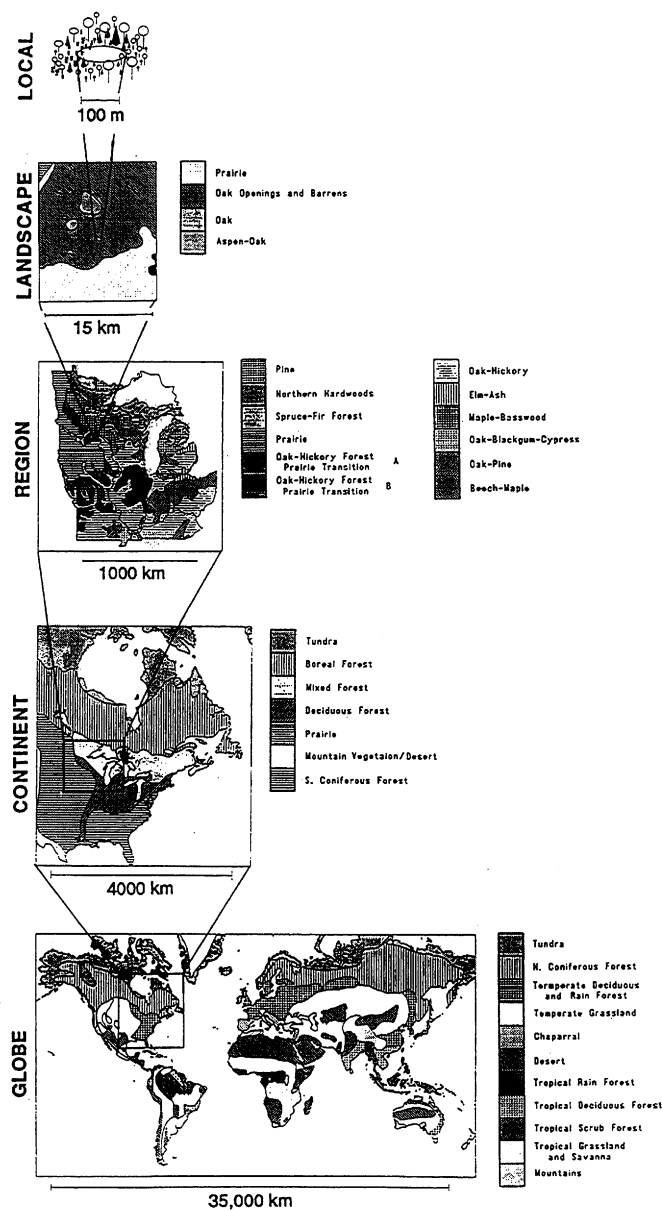 LOCAL
100 m
LANDSCAPE
Prairie
Oak Openings and Barrens
Oak
Aspen-Oak
15 km
REGION
Pine
Northern Hardwoods
Spruce-Fir Forest
Prairie
Oak-Hickory Forest
Prairie Transition A
Oak-Hickory Forest
Prairie Transition B
Oak-Hickory
Elm-Ash
Maple-Basswood
Oak-Blackgum-Cypress
Oak-Pine
Beech-Maple
1000 km
CONTINENT
Tundra
Boreal Forest
Mixed Forest
Deciduous Forest
Prairie
Mountain Vegetaion/Desert
S. Coniferous Forest
4000 km
GLOBE
Tundra
N. Coniferous Forest
Termperate Deciduous
and Rain Forest
Temperate Grassland
Chaparral
Desert
Tropical Rain Forest
Tropical Deciduous Forest
Tropical Scrub Forest
Tropical Grassland
and Savanna
Mountains
35,000 km